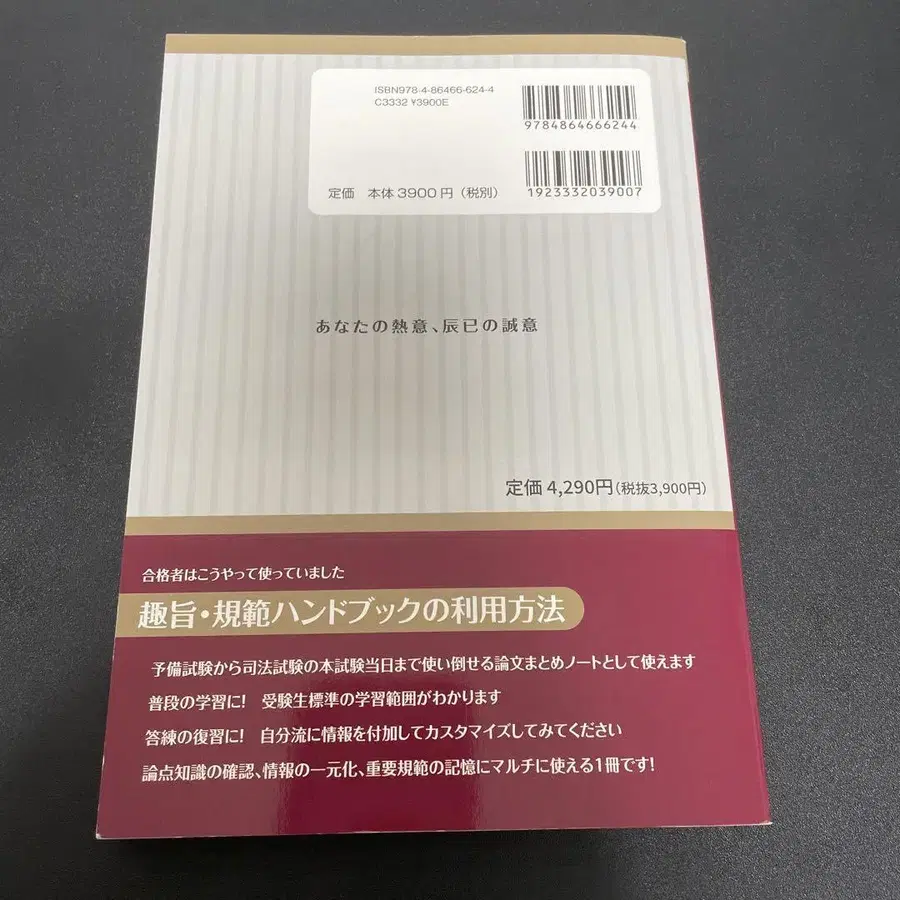 ISBN978-4-86466-624-4
C3332 ¥3900E
9784864666244
定価 本体3900円(税別)
1923332039007
あなたの熱意、辰已の誠意
定価 4,290円(税抜3,900円)
合格者はこうやって使っていました
趣旨・規範ハンドブックの利用方法
予備試験から司法試験の本試験当日まで使い倒せる論文まとめノートとして使えます
普段の学習に! 受験生標準の学習範囲がわかります
答練の復習に! 自分流に情報を付加してカスタマイズしてみてください
論点知識の確認、情報の一元化、重要規範の記憶にマルチに使える1冊です!